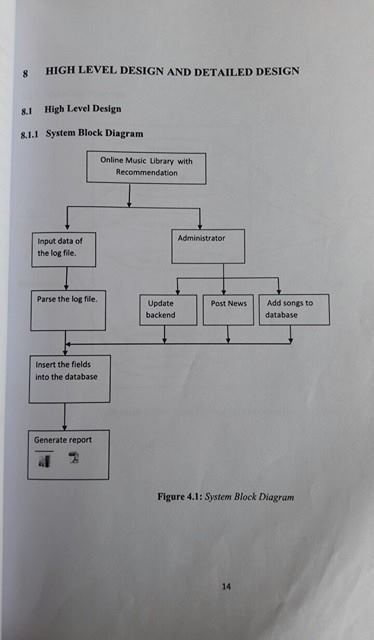 8 HIGH LEVEL DESIGN AND DETAILED DESIGN
8.1 High Level Design
8.1.1 System Block Diagram
Online Music Library with
Recommendation
Input data of
the log file.
Administrator
Parse the log file.
Update
backend
Post News
Add songs to
database
Insert the fields
into the database
Generate report
Figure 4.1: System Block Diagram
14